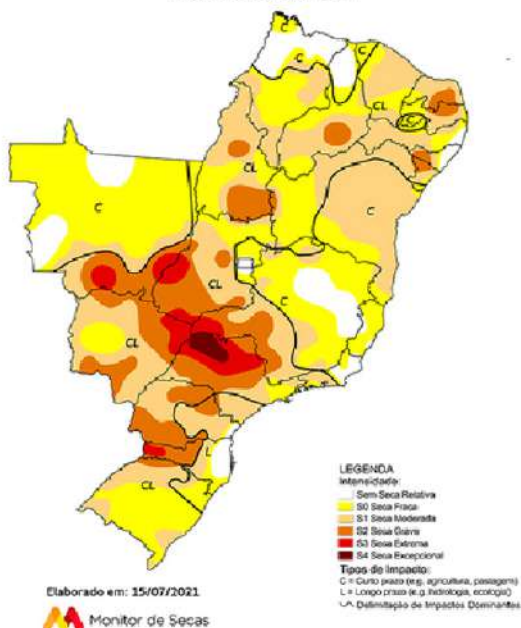 C
C
C
CL
C
CL
C
C
CL
C
CL
L
CL
LEGENDA
Intensidade:
Sem Seca Relativa
S0 Seca Fraca
S1 Seca Moderada
S2 Seca Grave
S3 Seca Extrema
S4 Seca Excepcional
Tipos de Impacto:
C = Curto prazo (e.g. agricultura, pastagem)
L = Longo prazo (e.g. hidrologia, ecologia)
Delimitação de Impactos Dominantes
Elaborado em: 15/07/2021
Monitor de Secas